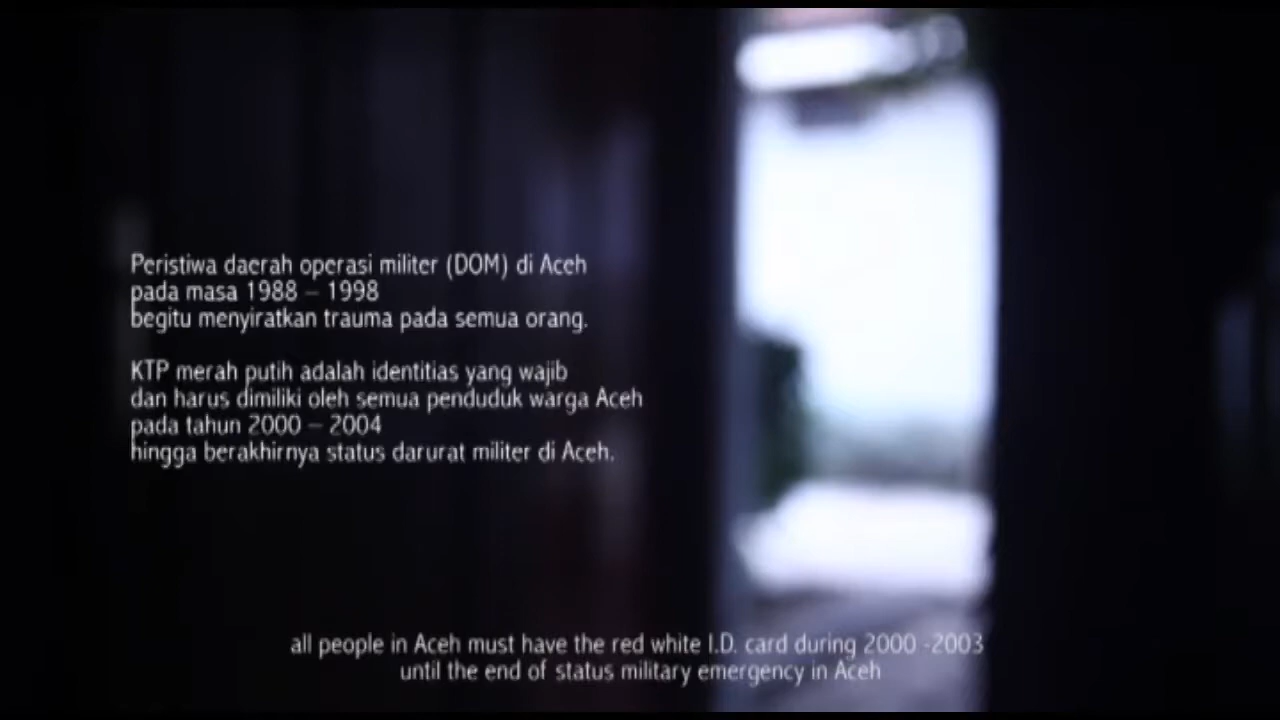 Peristiwa daerah operasi militer (DOM) di Aceh
pada masa 1988 – 1998
begitu menyiratkan trauma pada semua orang.
KTP merah putih adalah identitias yang wajib
dan harus dimiliki oleh semua penduduk warga Aceh
pada tahun 2000 – 2004
hingga berakhirnya status darurat militer di Aceh.
all people in Aceh must have the red white I.D. card during 2000 -2003
until the end of status military emergency in Aceh